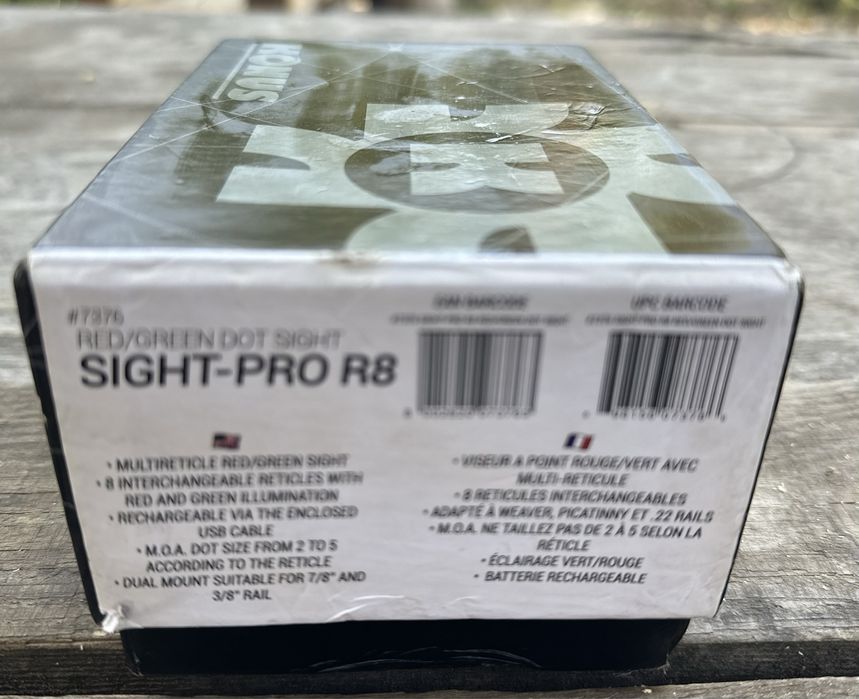 R8
#7376
RED/GREEN DOT SIGHT
SIGHT-PRO R8
EAN BARCODE
UPC BARCODE
• MULTIRETICLE RED/GREEN SIGHT
• 8 INTERCHANGEABLE RETICLES WITH
RED AND GREEN ILLUMINATION
• RECHARGEABLE VIA THE ENCLOSED
USB CABLE
• M.O.A. DOT SIZE FROM 2 TO 5
ACCORDING TO THE RETICLE
• DUAL MOUNT SUITABLE FOR 7/8" AND
3/8" RAIL
• VISEUR A POINT ROUGE/VERT AVEC
MULTI-RETICULE
• 8 RETICULES INTERCHANGEABLES
• ADAPTÉ À WEAVER, PICATINNY ET .22 RAILS
• M.O.A. NE TAILLEZ PAS DE 2 À 5 SELON LA
RÉTICLE
• ÉCLAIRAGE VERT/ROUGE
• BATTERIE RECHARGEABLE